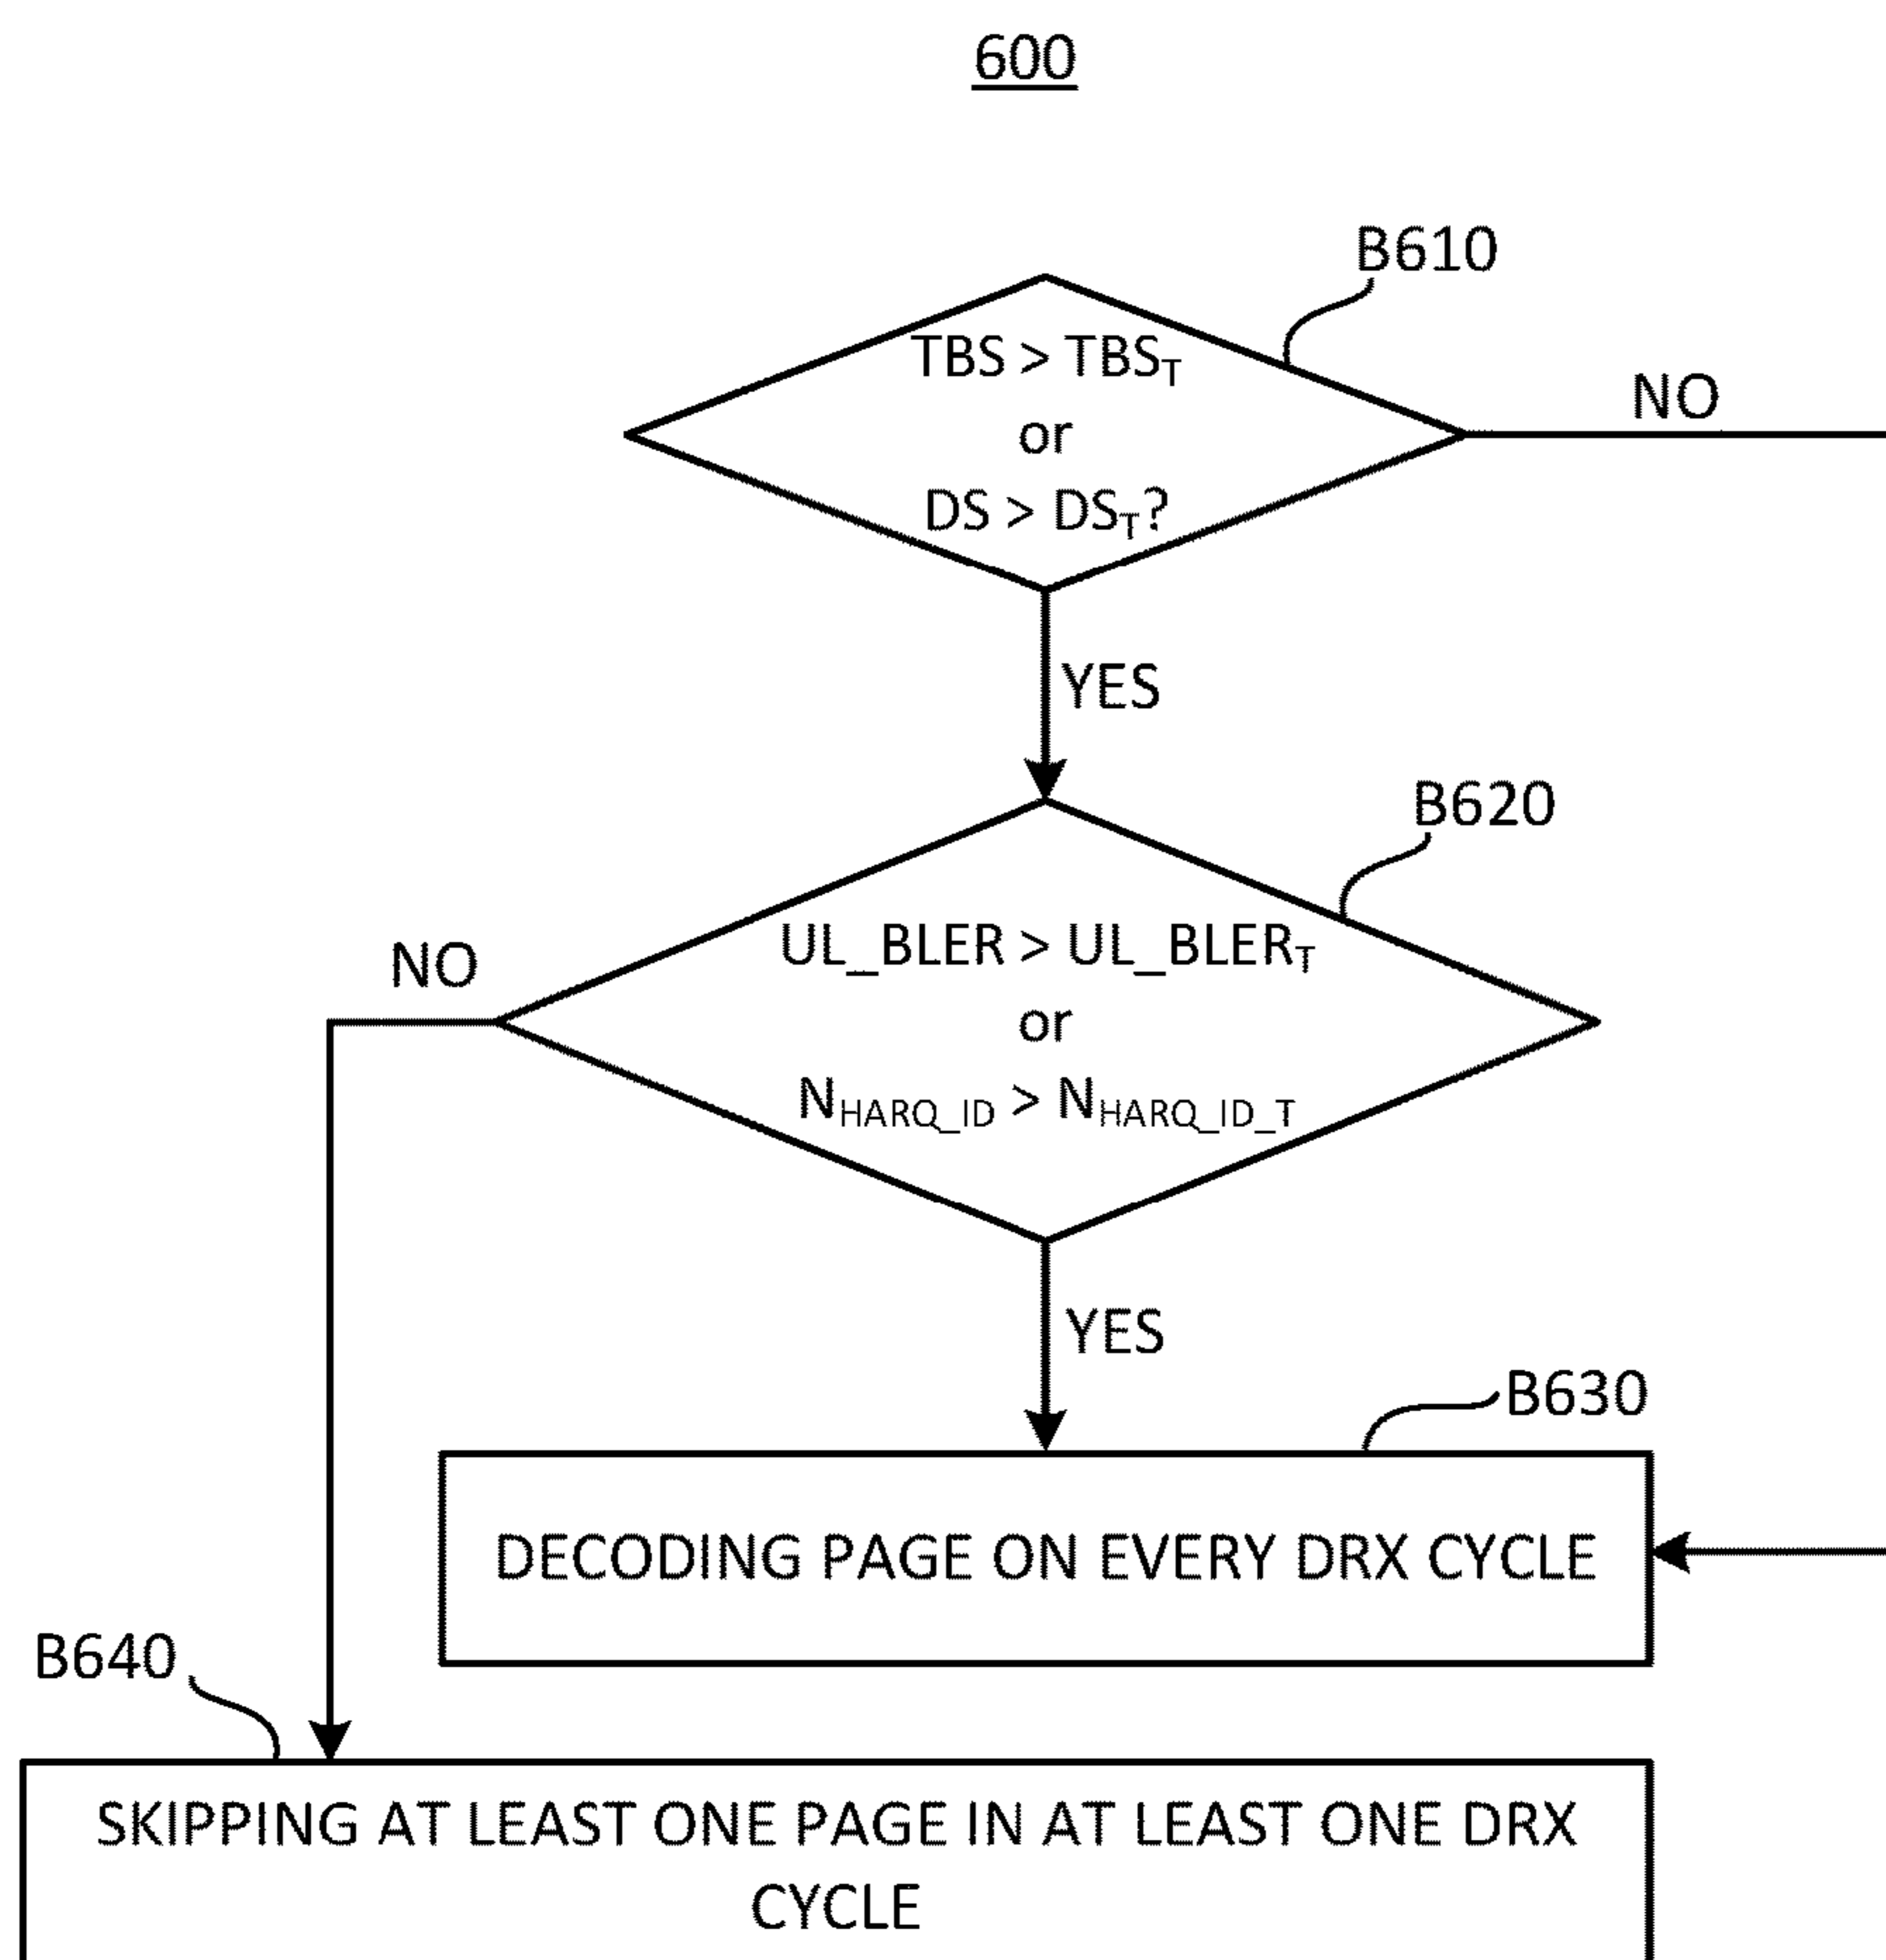 600
B610
TBS > TBS_T
or
DS > DS_T?
NO
YES
B620
UL_BLER > UL_BLER_T
or
N_HARQ_ID > N_HARQ_ID_T
NO
YES
B630
DECODING PAGE ON EVERY DRX CYCLE
B640
SKIPPING AT LEAST ONE PAGE IN AT LEAST ONE DRX
CYCLE